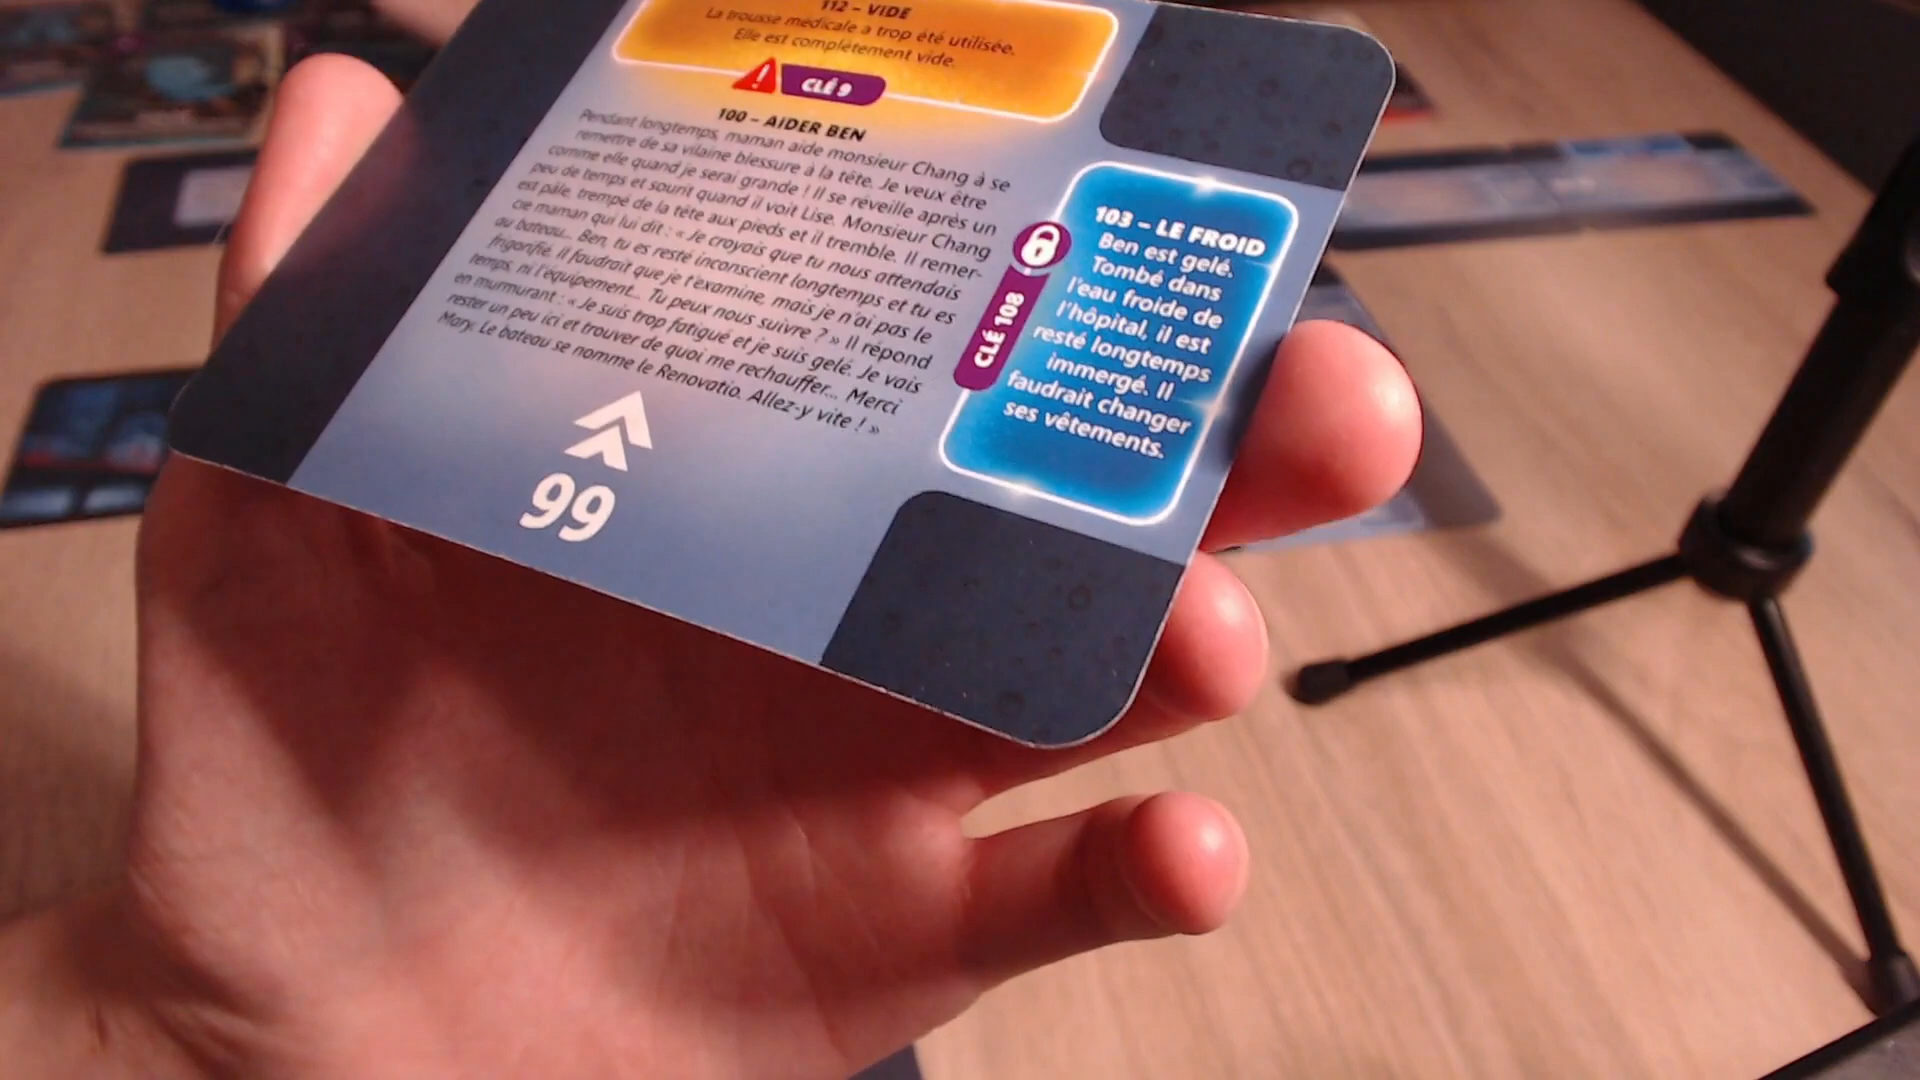 112 – VIDE
La trousse médicale a trop été utilisée.
Elle est complètement vide.
CLÉ 9
100 – AIDER BEN
Pendant longtemps, maman aide monsieur Chang à se
remettre de sa vilaine blessure à la tête. Je veux être
comme elle quand je serai grande ! Il se réveille après un
peu de temps et sourit quand il voit Lise. Monsieur Chang
est pâle, trempé de la tête aux pieds et il tremble. Il remer-
cie maman qui lui dit : « Je croyais que tu nous attendais
au bateau... Ben, tu es resté inconscient longtemps et tu es
frigorifié. Il faudrait que je t'examine, mais je n'ai pas le
temps, ni l'équipement... Tu peux nous suivre ? » Il répond
en murmurant : « Je suis trop fatigué et je suis gelé. Je vais
rester un peu ici et trouver de quoi me rechauffer... Merci
Mary. Le bateau se nomme le Renovatio. Allez-y vite ! »
99
CLÉ 108
103 – LE FROID
Ben est gelé.
Tombé dans
l'eau froide de
l'hôpital, il est
resté longtemps
immergé. Il
faudrait changer
ses vêtements.